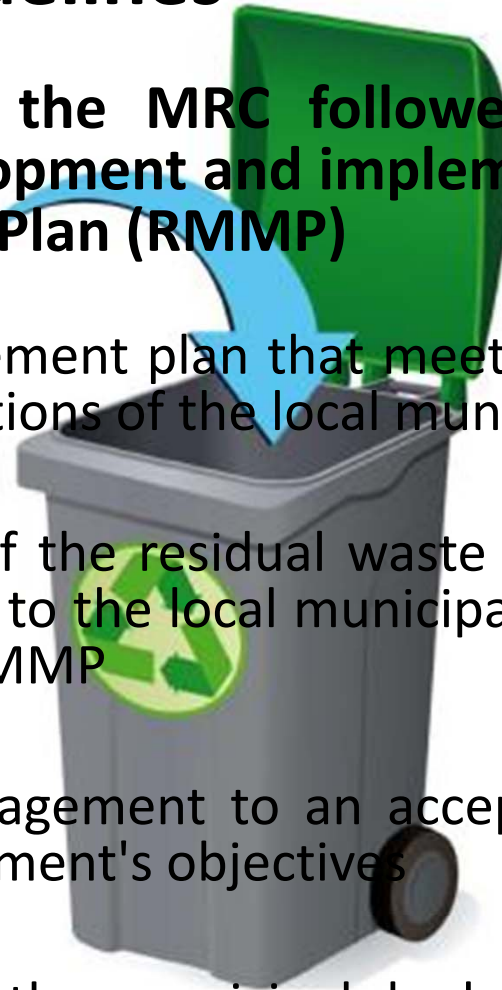 the MRC followe
opment and implem
Plan (RMMP)
ement plan that meet
tions of the local mun
f the residual waste
to the local municipa
MMP
agement to an accep
ment's objectives